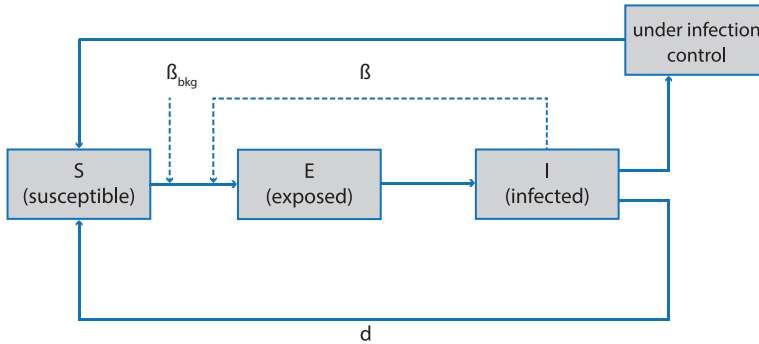 under infection
control
ß
bkg
ß
S
(susceptible)
E
(exposed)
I
(infected)
d